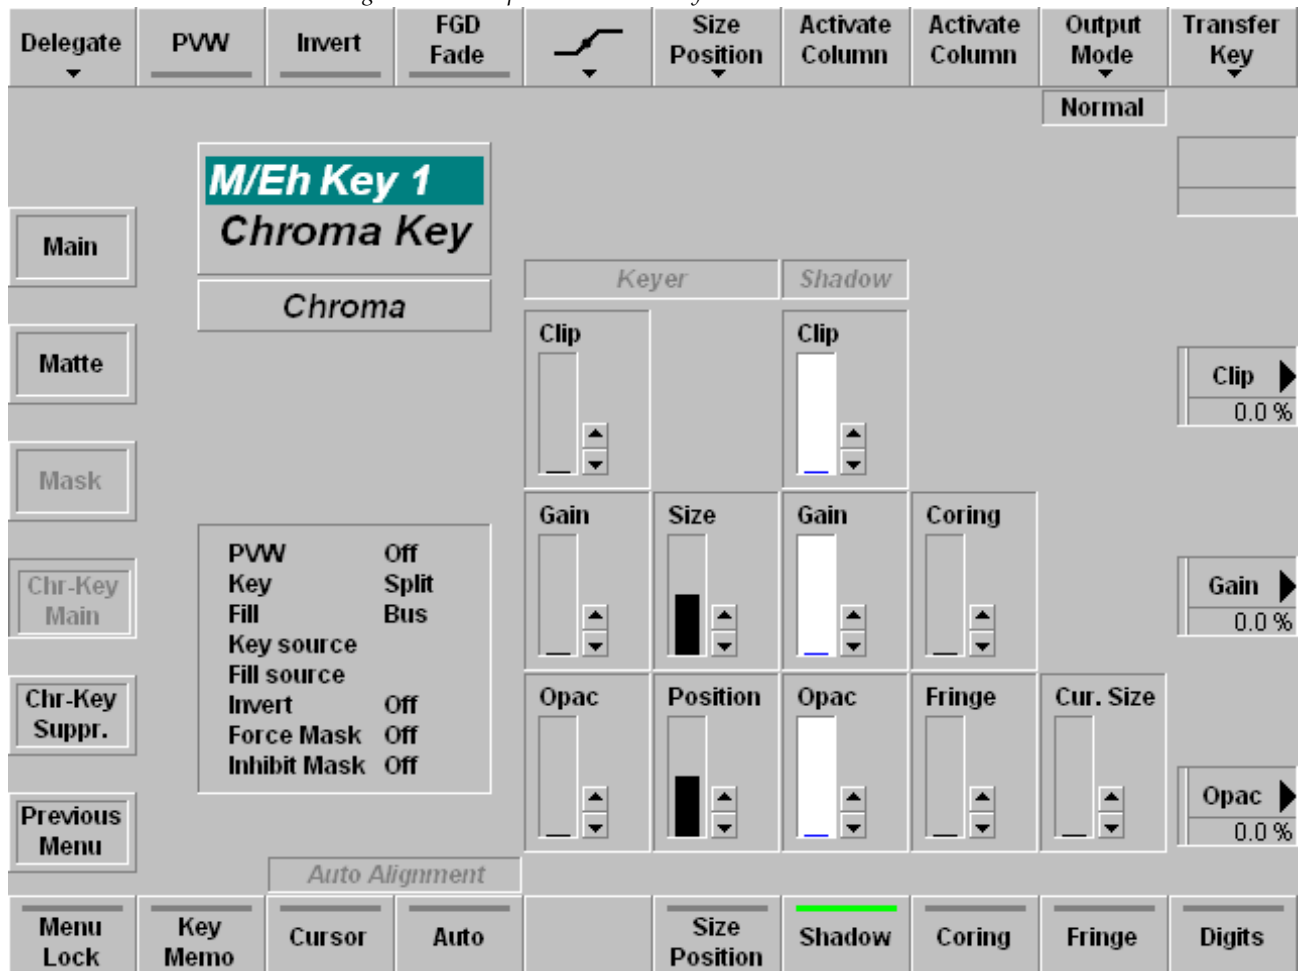 Delegate PVW Invert FGD Fade Size Position Activate Column Activate Column Output Mode Transfer Key
Normal
M/Eh Key 1
Chroma Key
Chroma
Main
Matte
Mask
Chr-Key Main
Chr-Key Suppr.
Previous Menu
Keyer Shadow
Clip Clip
Gain Size Gain Coring
Opac Position Opac Fringe Cur. Size
PVW Off
Key Split
Fill Bus
Key source
Fill source
Invert Off
Force Mask Off
Inhibit Mask Off
Clip
0.0 %
Gain
0.0 %
Opac
0.0 %
Auto Alignment
Menu Lock Key Memo Cursor Auto Size Position Shadow Coring Fringe Digits